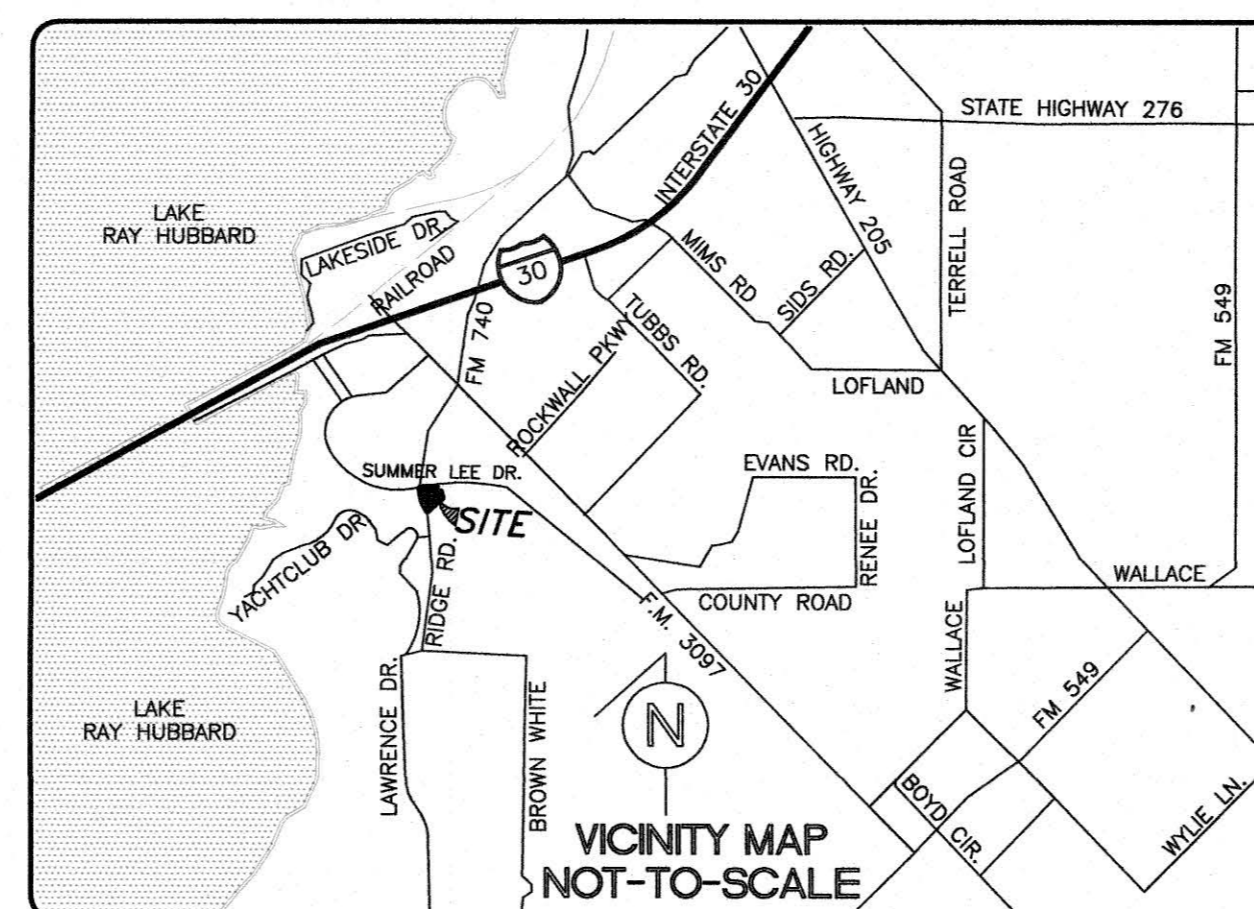 STATE HIGHWAY 276
INTERSTATE 30
HIGHWAY 205
TERRELL ROAD
LAKE
RAY HUBBARD
LAKESIDE DR.
RAILROAD
30
MIMS RD
SIDS RD.
FM 549
FM 740
TUBBS RD.
ROCKWALL PKWY
LOFLAND
SUMMER LEE DR.
EVANS RD.
RENEE DR.
LOFLAND CIR
SITE
YACHTCLUB DR
RIDGE RD.
COUNTY ROAD
WALLACE
F.M. 3097
WALLACE
LAKE
RAY HUBBARD
LAWRENCE DR.
BROWN WHITE
N
FM 549
BOYD CIR.
WYLIE LN.
VICINITY MAP
NOT-TO-SCALE